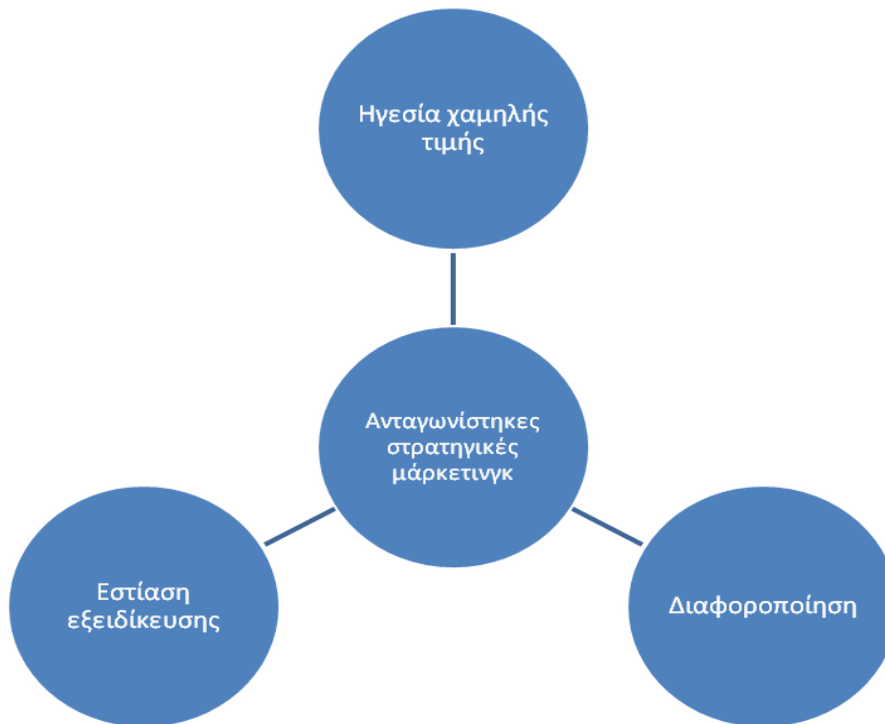 Ηγεσία χαμηλής
τιμής
Ανταγωνίστηκες
στρατηγικές
μάρκετινγκ
Εστίαση
εξειδίκευσης
Διαφοροποίηση